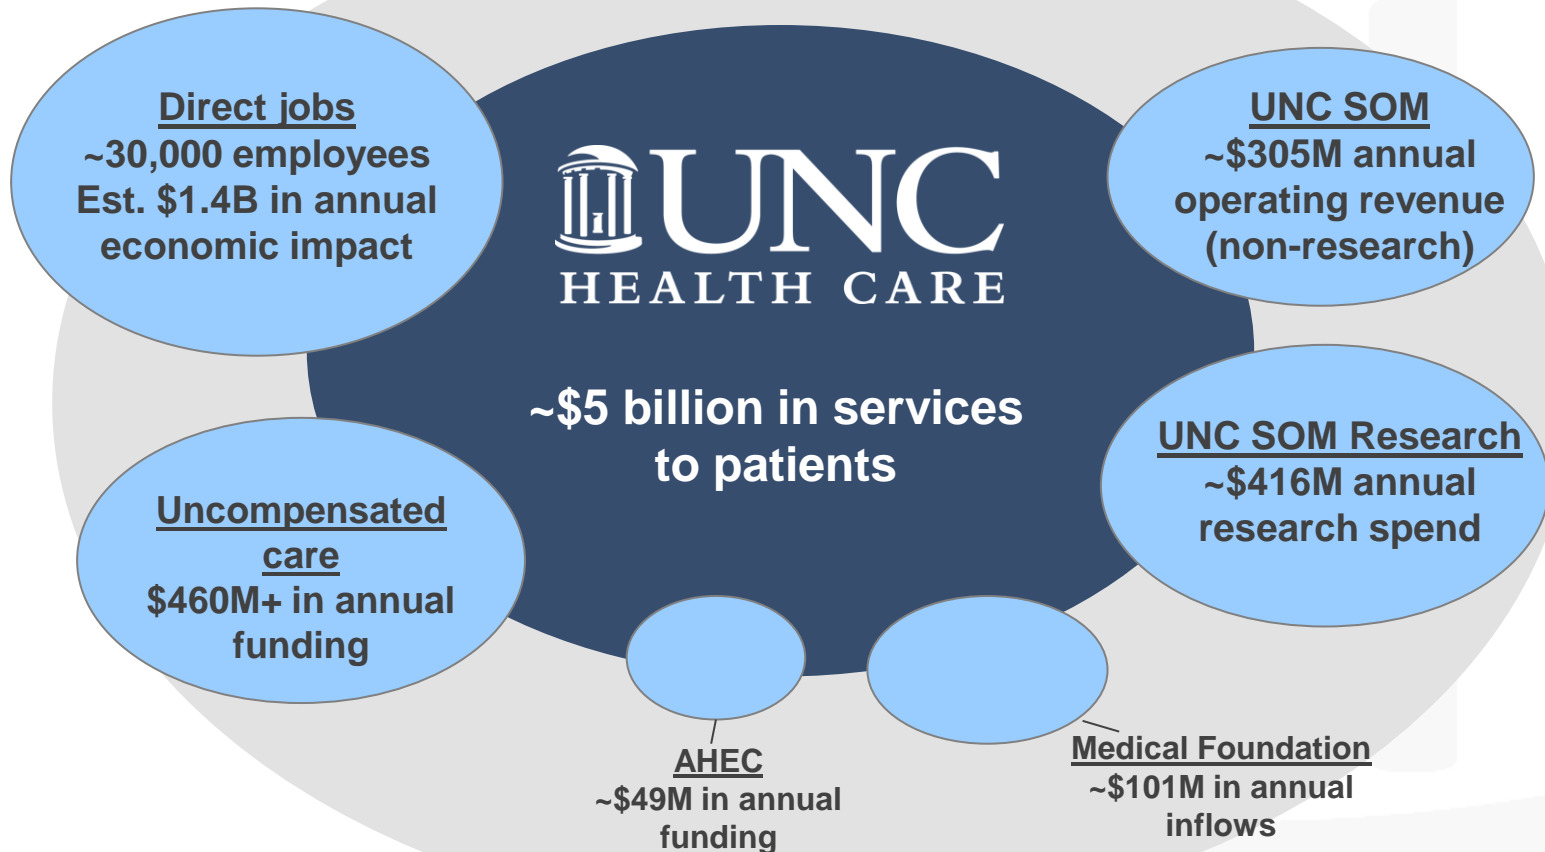 Direct jobs
~30,000 employees
Est. $1.4B in annual
economic impact
UNC
HEALTH CARE
~$5 billion in services
to patients
UNC SOM
~$305M annual
operating revenue
(non-research)
UNC SOM Research
~$416M annual
research spend
Uncompensated
care
$460M+ in annual
funding
AHEC
~$49M in annual
funding
Medical Foundation
~$101M in annual
inflows